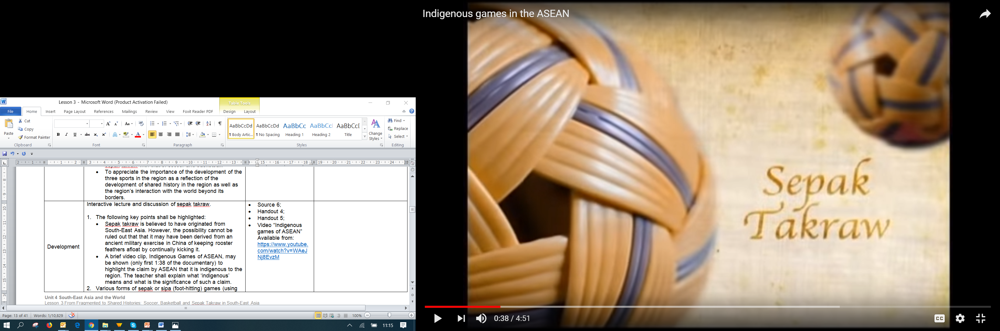 Lesson 3 - Microsoft Word (Product Activation Failed)
Table Tools
File Home Insert Page Layout References Mailings Review View Foxit Reader PDF Design Layout
Paste
Cut
Copy
Format Painter
Clipboard
Font
Paragraph
AaBbCcDd AaBbCcDd AaBbCc AaBbCcI AaBbCc[
¶ Body Artic... ¶ No Spacing Heading 1 Heading 2 Title
Change
Styles
Styles
Find
Replace
Select
Editing
To appreciate the importance of the development of the
three sports in the region as a reflection of the
development of shared history in the region as well as
the region's interaction with the world beyond its
borders.
Development
Interactive lecture and discussion of sepak takraw.
1. The following key points shall be highlighted:
• Sepak takraw is believed to have originated from
South-East Asia. However, the possibility cannot be
ruled out that that it may have been derived from an
ancient military exercise in China of keeping rooster
feathers afloat by continually kicking it.
• A brief video clip, Indigenous Games of ASEAN, may
be shown (only first 1:38 of the documentary) to
highlight the claim by ASEAN that it is indigenous to the
region. The teacher shall explain what 'indigenous'
means and what is the significance of such a claim.
2. Various forms of sepak or sipa (foot-hitting) games (using
• Source 6;
• Handout 4;
• Handout 5;
• Video “Indigenous
games of ASEAN”
Available from:
https://www.youtube.
com/watch?v=WAeJ
Nj8EvzM
Unit 4 South-East Asia and the World
Lesson 3 From Fragmented to Shared Histories: Soccer, Basketball and Sepak Takraw in South-East Asia
Page: 13 of 41 Words: 1/10,829 100%
11:15
Indigenous games in the ASEAN
Sepak
Takraw
0:38 / 4:51
CC